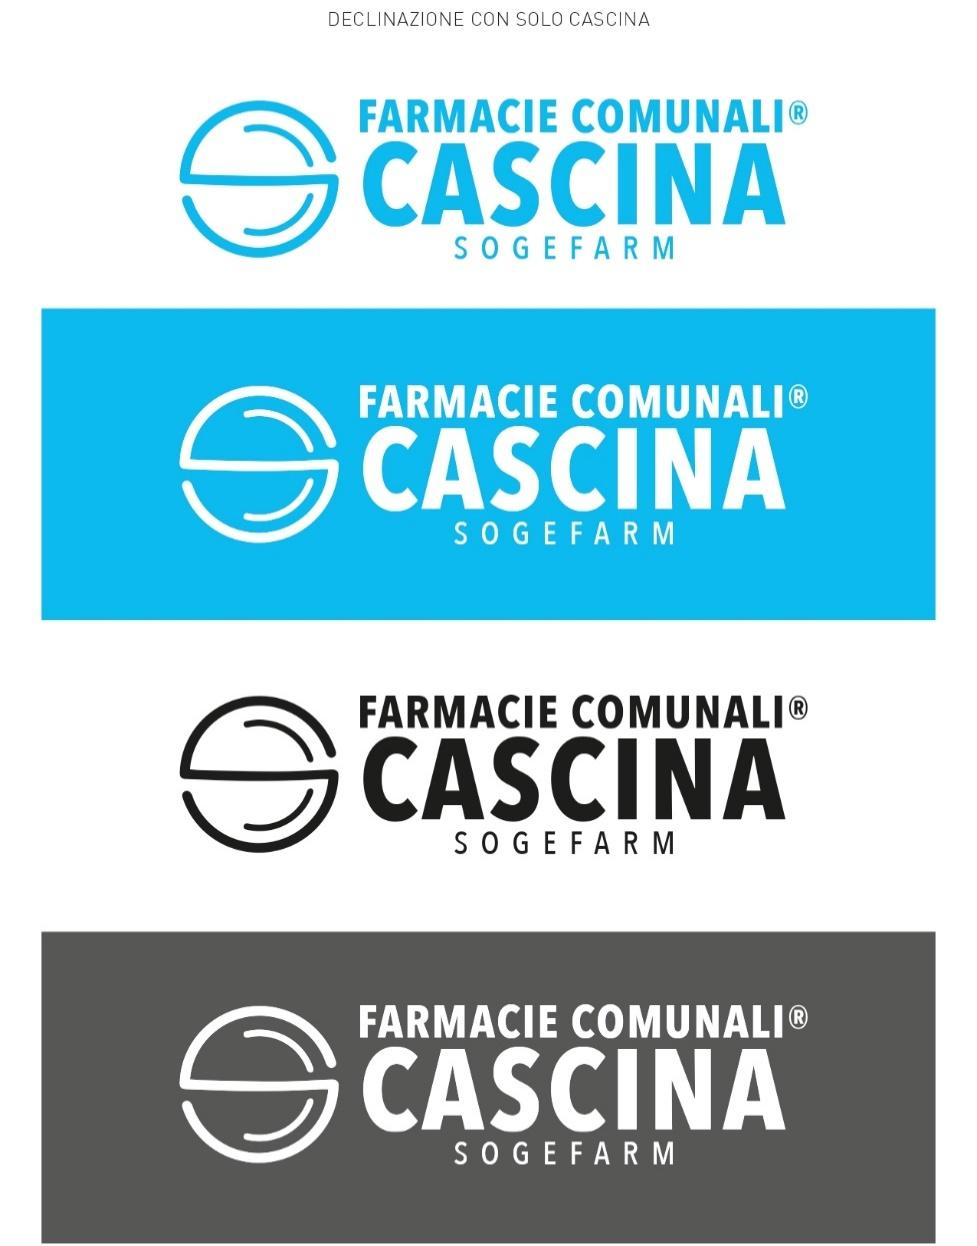 DECLINAZIONE CON SOLO CASCINA
FARMACIE COMUNALI®
CASCINA
SOGEFARM
FARMACIE COMUNALI®
CASCINA
SOGEFARM
FARMACIE COMUNALI®
CASCINA
SOGEFARM
FARMACIE COMUNALI®
CASCINA
SOGEFARM